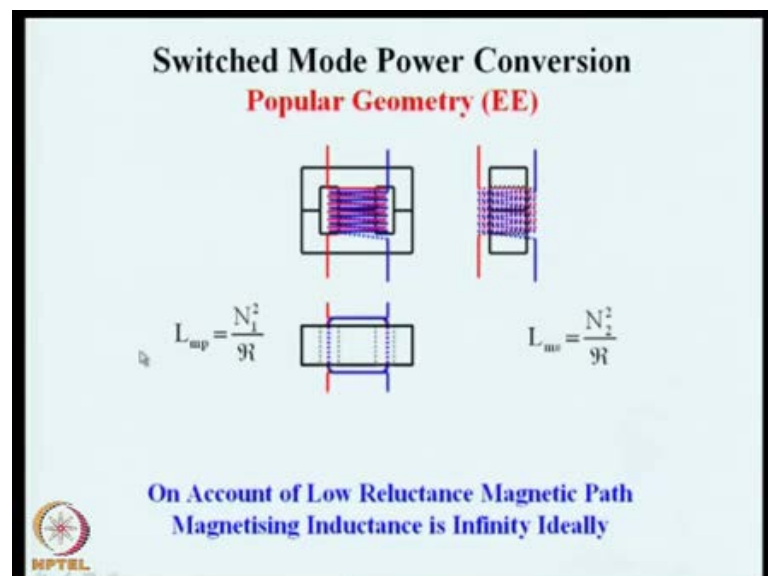 Switched Mode Power Conversion
Popular Geometry (EE)
L_mp = N_1^2 / ℜ
L_ms = N_2^2 / ℜ
On Account of Low Reluctance Magnetic Path
Magnetising Inductance is Infinity Ideally
NPTEL